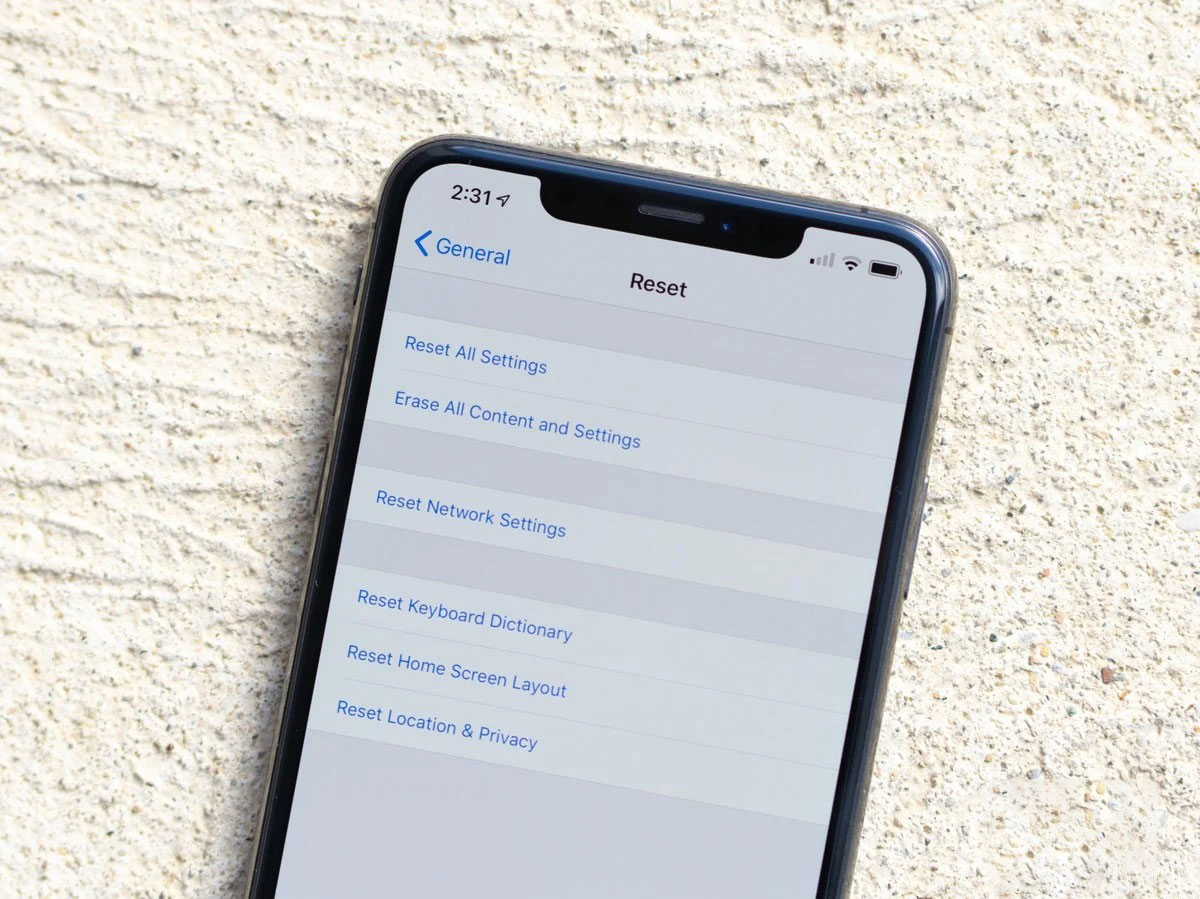 2:31
General
Reset
Reset All Settings
Erase All Content and Settings
Reset Network Settings
Reset Keyboard Dictionary
Reset Home Screen Layout
Reset Location & Privacy